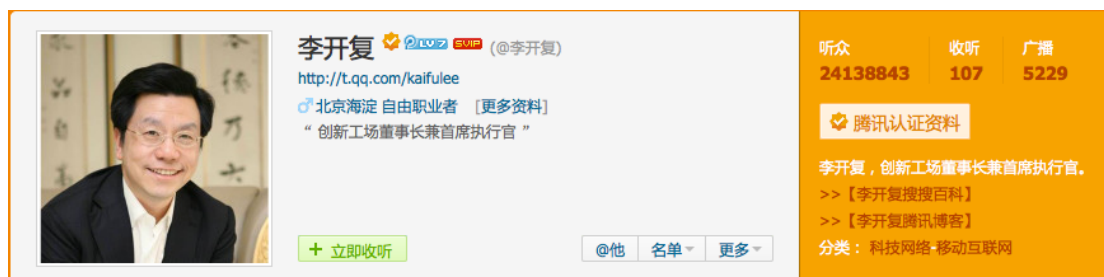 李开复 LV7 SVIP (@李开复)
http://t.qq.com/kaifulee
北京海淀 自由职业者 [更多资料]
“ 创新工场董事长兼首席执行官 ”
+ 立即收听
@他 名单 更多
听众 收听 广播
24138843 107 5229
腾讯认证资料
李开复，创新工场董事长兼首席执行官。
>>【李开复搜搜百科】
>>【李开复腾讯博客】
分类： 科技网络-移动互联网